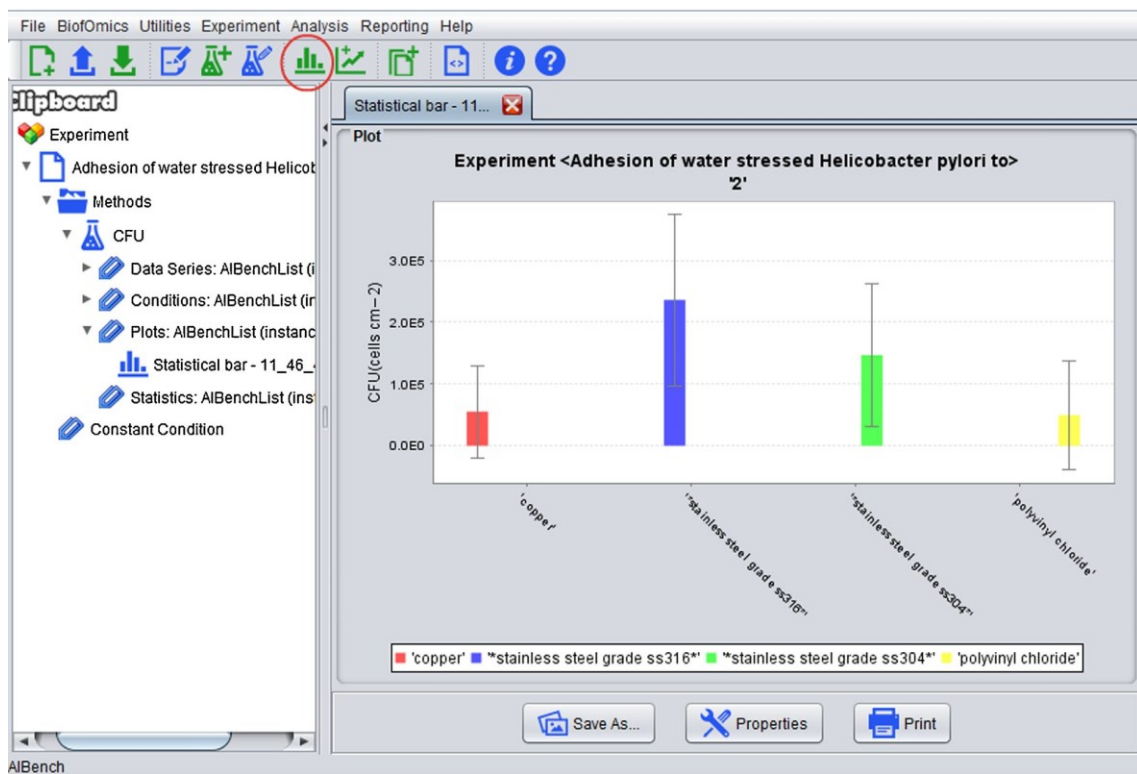 File BiofOmics Utilities Experiment Analysis Reporting Help
Clipboard
Experiment
Adhesion of water stressed Helicob
Methods
CFU
Data Series: AIBenchList (i
Conditions: AIBenchList (in
Plots: AIBenchList (instanc
Statistical bar - 11_46_
Statistics: AIBenchList (ins
Constant Condition
AIBench
Statistical bar - 11...
Plot
Experiment <Adhesion of water stressed Helicobacter pylori to>
'2'
CFU(cells cm−2)
3.0E5
2.0E5
1.0E5
0.0E0
'copper'
'*stainless steel grade ss316*'
'*stainless steel grade ss304*'
'polyvinyl chloride'
'copper' '*stainless steel grade ss316*' '*stainless steel grade ss304*' 'polyvinyl chloride'
Save As... Properties Print